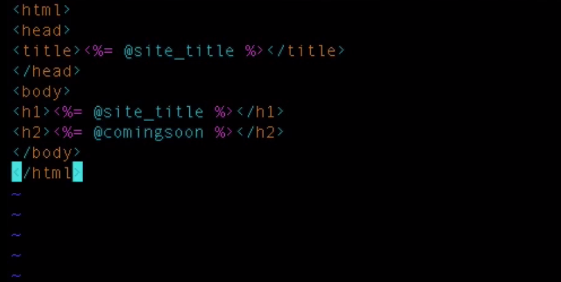 <html>
<head>
<title><%= @site_title %></title>
</head>
<body>
<h1><%= @site_title %></h1>
<h2><%= @comingsoon %></h2>
</body>
</html>
~
~
~
~
~